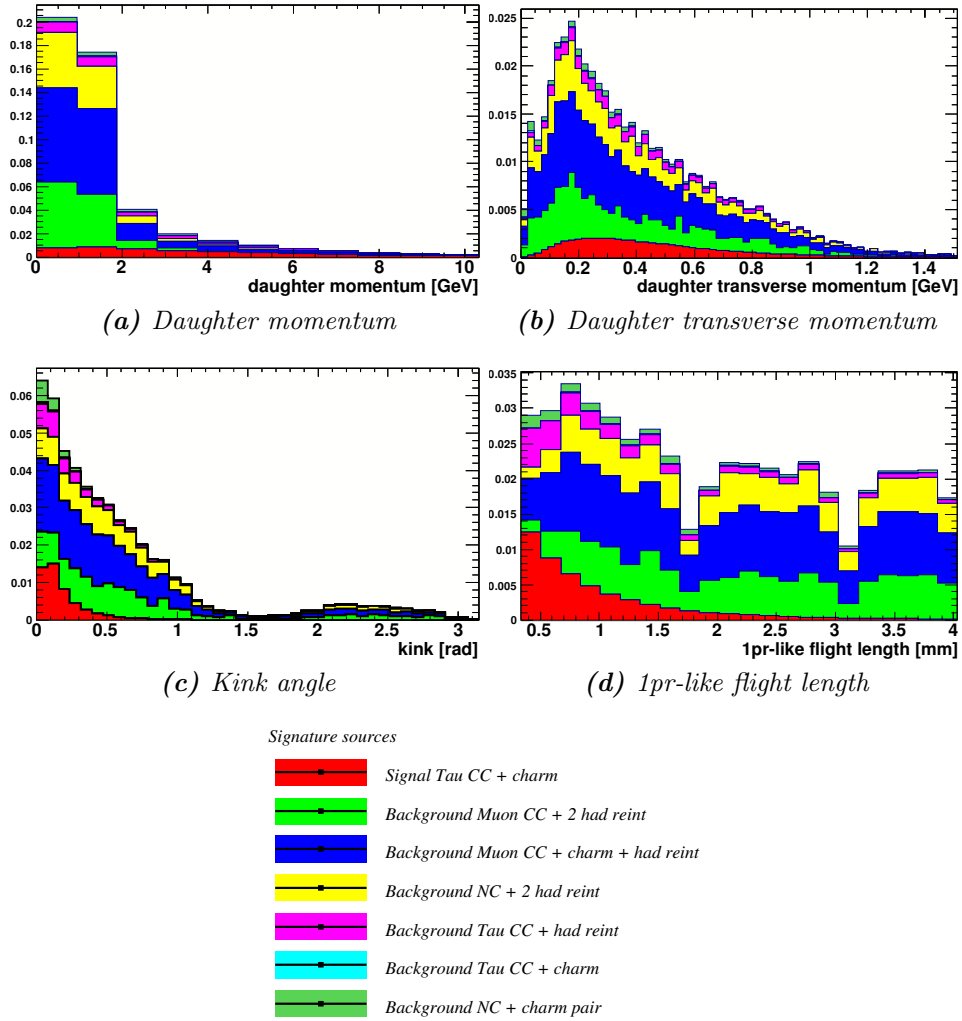 0.2
0.18
0.16
0.14
0.12
0.1
0.08
0.06
0.04
0.02
0
0 2 4 6 8 10
daughter momentum [GeV]
(a) Daughter momentum
0.025
0.02
0.015
0.01
0.005
0
0 0.2 0.4 0.6 0.8 1 1.2 1.4
daughter transverse momentum [GeV]
(b) Daughter transverse momentum
0.06
0.05
0.04
0.03
0.02
0.01
0
0 0.5 1 1.5 2 2.5 3
kink [rad]
(c) Kink angle
0.035
0.03
0.025
0.02
0.015
0.01
0.005
0
0.5 1 1.5 2 2.5 3 3.5 4
1pr-like flight length [mm]
(d) 1pr-like flight length
Signature sources
Signal Tau CC + charm
Background Muon CC + 2 had reint
Background Muon CC + charm + had reint
Background NC + 2 had reint
Background Tau CC + had reint
Background Tau CC + charm
Background NC + charm pair